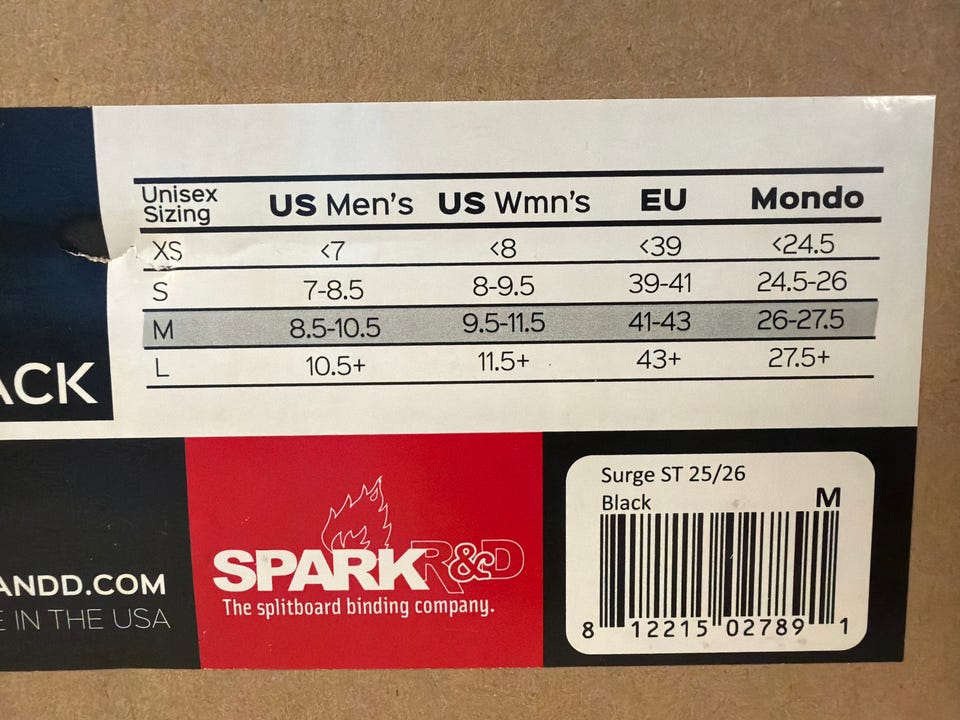 Unisex Sizing US Men's US Wmn's EU Mondo
XS <7 <8 <39 <24.5
S 7-8.5 8-9.5 39-41 24.5-26
M 8.5-10.5 9.5-11.5 41-43 26-27.5
L 10.5+ 11.5+ 43+ 27.5+
ACK
ANDD.COM
E IN THE USA
SPARK R&D
The splitboard binding company.
Surge ST 25/26
Black M
8 12215 02789 1